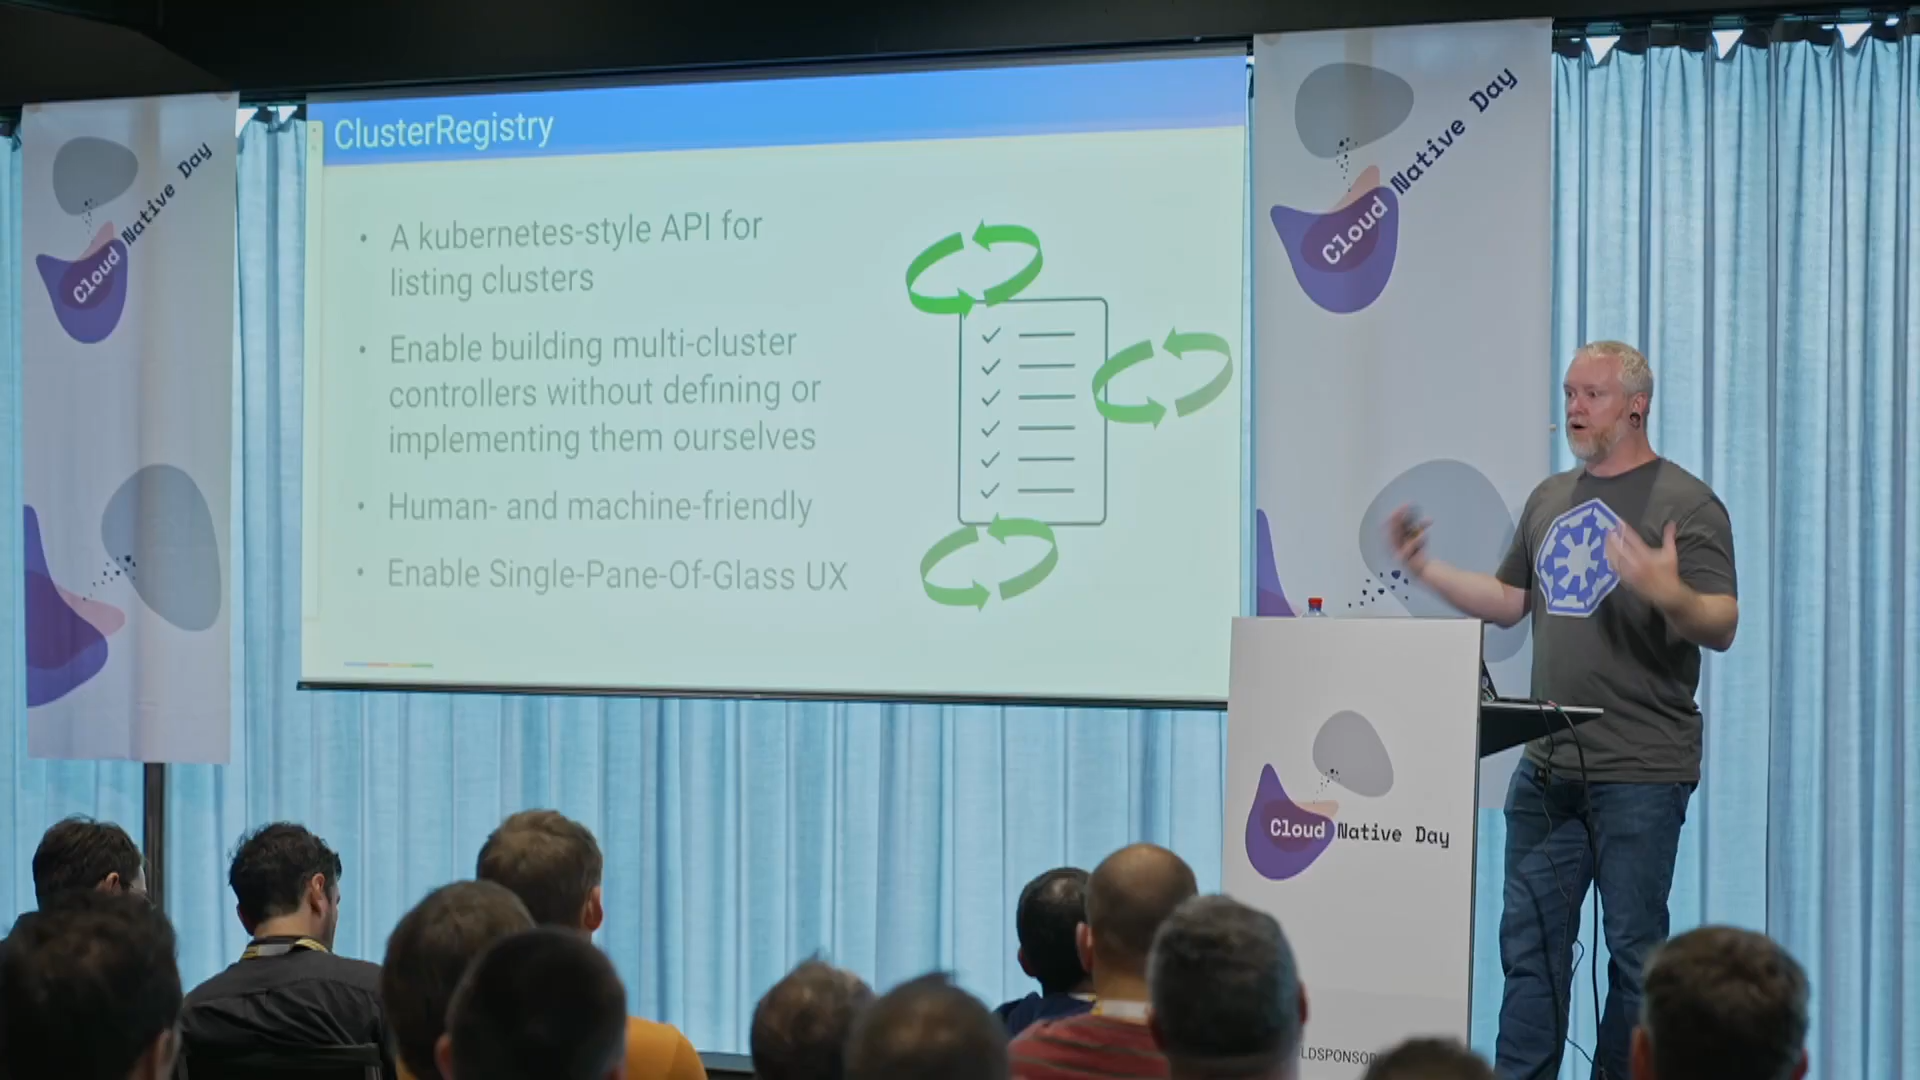 Cloud Native Day
ClusterRegistry
• A kubernetes-style API for
listing clusters
• Enable building multi-cluster
controllers without defining or
implementing them ourselves
• Human- and machine-friendly
• Enable Single-Pane-Of-Glass UX
Cloud Native Day
Cloud Native Day